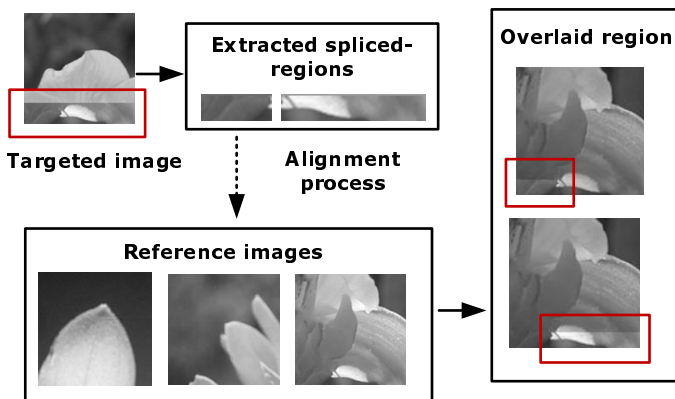 Extracted spliced-
regions
Targeted image
Alignment
process
Reference images
Overlaid region